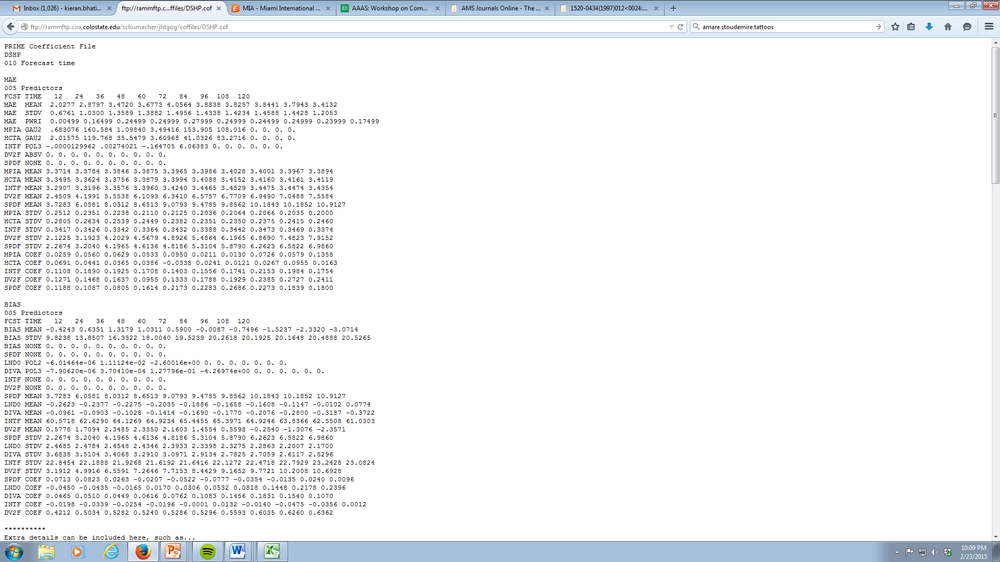 Inbox (1,026) - kieran.bhati...
ftp://rammftp.c...ffiles/DSHP.cof
MIA - Miami International ...
AAAS: Workshop on Com...
AMS Journals Online - The ...
1520-0434(1997)012<0024:...
ftp://rammftp.cira.colostate.edu/schumacher/jhtgog/coffiles/DSHP.cof
amare stoudemire tattoos
PRIME Coefficient File
DSHP
010 Forecast time
MAE
005 Predictors
FCST TIME 12 24 36 48 60 72 84 96 108 120
MAE MEAN 2.0277 2.8797 3.4720 3.6773 4.0564 3.8838 3.8257 3.8441 3.7943 3.4132
MAE STDV 0.6761 1.0300 1.3589 1.3882 1.4956 1.4338 1.4234 1.4588 1.4428 1.2053
MAE PWRI 0.00499 0.16499 0.24499 0.24999 0.27999 0.24999 0.24499 0.24999 0.23999 0.17499
MPIA GAU2 .683076 160.584 1.09840 3.49416 153.905 108.016 0. 0. 0. 0.
HCTA GAU2 2.01575 119.768 35.5479 3.60968 41.0326 83.2716 0. 0. 0. 0.
INTF POL3 -.0000129962 .00274021 -.164705 6.06383 0. 0. 0. 0. 0. 0.
DV2F ABSV 0. 0. 0. 0. 0. 0. 0. 0. 0. 0.
SPDF NONE 0. 0. 0. 0. 0. 0. 0. 0. 0. 0.
MPIA MEAN 3.3714 3.3784 3.3846 3.3875 3.3965 3.3986 3.4028 3.4001 3.3967 3.3894
HCTA MEAN 3.3495 3.3624 3.3756 3.3879 3.3994 3.4088 3.4152 3.4160 3.4161 3.4119
INTF MEAN 3.2907 3.3196 3.3576 3.3960 3.4240 3.4465 3.4529 3.4475 3.4474 3.4354
DV2F MEAN 2.4509 4.1991 5.5538 6.1093 6.3410 6.5757 6.7709 6.9490 7.0488 7.5584
SPDF MEAN 3.7283 6.0581 8.0312 8.6513 9.0793 9.4785 9.8562 10.1843 10.1852 10.9127
MPIA STDV 0.2512 0.2351 0.2238 0.2110 0.2125 0.2036 0.2064 0.2066 0.2035 0.2000
HCTA STDV 0.2805 0.2634 0.2539 0.2449 0.2382 0.2351 0.2350 0.2375 0.2415 0.2460
INTF STDV 0.3417 0.3426 0.3342 0.3364 0.3432 0.3388 0.3442 0.3473 0.3469 0.3374
DV2F STDV 2.1225 3.1923 4.2029 4.5679 4.8926 5.4864 6.1965 6.8690 7.4823 7.9152
SPDF STDV 2.2674 3.2040 4.1965 4.6136 4.8186 5.3104 5.8790 6.2623 6.5822 6.9860
MPIA COEF 0.0259 0.0560 0.0629 0.0533 0.0950 0.0211 0.0130 0.0726 0.0579 0.1358
HCTA COEF 0.0691 0.0441 0.0365 0.0386 -0.0338 0.0241 0.0121 0.0267 0.0955 0.0163
INTF COEF 0.1108 0.1890 0.1925 0.1708 0.1403 0.1556 0.1741 0.2153 0.1984 0.1754
DV2F COEF 0.1271 0.1468 0.1637 0.0955 0.1333 0.1788 0.1929 0.2385 0.2727 0.2411
SPDF COEF 0.1188 0.1087 0.0805 0.1614 0.2173 0.2283 0.2686 0.2273 0.1839 0.1800
BIAS
005 Predictors
FCST TIME 12 24 36 48 60 72 84 96 108 120
BIAS MEAN -0.4243 0.6351 1.3179 1.0311 0.5900 -0.0087 -0.7496 -1.5237 -2.3320 -3.0714
BIAS STDV 9.8238 13.8507 16.3322 18.0040 19.5239 20.2618 20.1925 20.1648 20.4888 20.5265
BIAS NONE 0. 0. 0. 0. 0. 0. 0. 0. 0. 0.
SPDF NONE 0. 0. 0. 0. 0. 0. 0. 0. 0. 0.
LND0 POL2 -6.01464e-06 1.11124e-02 -2.60016e+00 0. 0. 0. 0. 0. 0. 0.
DIVA POL3 -7.90620e-06 3.70410e-04 1.27796e-01 -4.26974e+00 0. 0. 0. 0. 0. 0.
INTF NONE 0. 0. 0. 0. 0. 0. 0. 0. 0. 0.
DV2F NONE 0. 0. 0. 0. 0. 0. 0. 0. 0. 0.
SPDF MEAN 3.7283 6.0581 8.0312 8.6513 9.0793 9.4785 9.8562 10.1843 10.1852 10.9127
LND0 MEAN -0.2623 -0.2377 -0.2275 -0.2035 -0.1886 -0.1658 -0.1608 -0.1147 -0.0102 0.0774
DIVA MEAN -0.0961 -0.0903 -0.1028 -0.1414 -0.1690 -0.1770 -0.2076 -0.2800 -0.3187 -0.3722
INTF MEAN 60.5718 62.6290 64.1269 64.9234 65.4455 65.3971 64.9246 63.8366 62.5508 61.0303
DV2F MEAN 0.5778 1.7094 2.3485 2.3350 2.1603 1.4554 0.5598 -0.2540 -1.3076 -2.3571
SPDF STDV 2.2674 3.2040 4.1965 4.6136 4.8186 5.3104 5.8790 6.2623 6.5822 6.9860
LND0 STDV 2.4685 2.4784 2.4548 2.4346 2.3933 2.3398 2.3275 2.2863 2.2007 2.1700
DIVA STDV 3.6838 3.5104 3.4068 3.2910 3.0971 2.9134 2.7825 2.7059 2.6117 2.5296
INTF STDV 22.8454 22.1888 21.9268 21.6192 21.6416 22.1272 22.4718 22.7929 23.2428 23.0824
DV2F STDV 3.1912 4.9916 6.5591 7.2646 7.7153 8.4429 9.1652 9.7721 10.2008 10.6928
SPDF COEF 0.0713 0.0823 0.0263 -0.0207 -0.0522 -0.0777 -0.0354 -0.0135 0.0240 0.0096
LND0 COEF -0.0450 -0.0435 -0.0165 0.0170 0.0306 0.0532 0.0818 0.1448 0.2178 0.2396
DIVA COEF 0.0465 0.0510 0.0449 0.0616 0.0762 0.1083 0.1456 0.1831 0.1540 0.1070
INTF COEF -0.0198 -0.0339 -0.0254 -0.0196 -0.0001 0.0132 -0.0140 -0.0475 -0.0356 0.0012
DV2F COEF 0.4212 0.5034 0.5282 0.5240 0.5286 0.5296 0.5593 0.6035 0.6260 0.6362
**********
Extra details can be included here, such as...
10:09 PM
2/23/2015